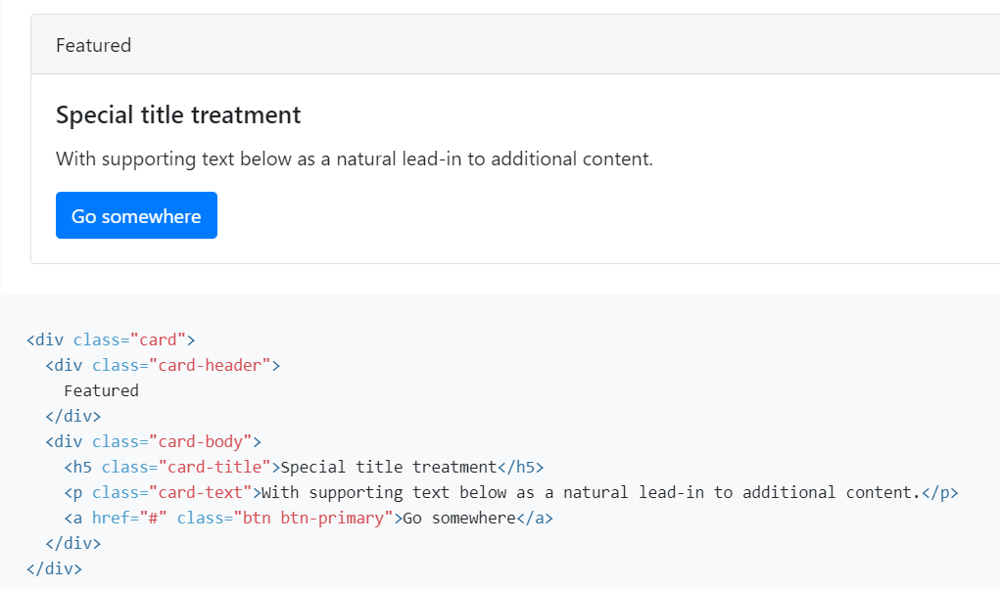 Featured
Special title treatment
With supporting text below as a natural lead-in to additional content.
Go somewhere
<div class="card">
  <div class="card-header">
    Featured
  </div>
  <div class="card-body">
    <h5 class="card-title">Special title treatment</h5>
    <p class="card-text">With supporting text below as a natural lead-in to additional content.</p>
    <a href="#" class="btn btn-primary">Go somewhere</a>
  </div>
</div>